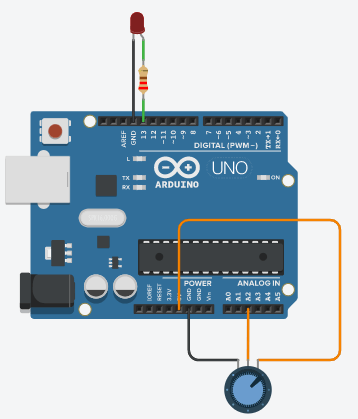 AREF
GND
13
12
~11
~10
~9
8
7
~6
~5
4
~3
2
TX→1
RX←0
DIGITAL (PWM~)
L
TX
RX
ARDUINO
UNO
ON
IOREF
RESET
3.3V
GND
GND
Vin
POWER
ANALOG IN
A0
A1
A2
A3
A4
A5